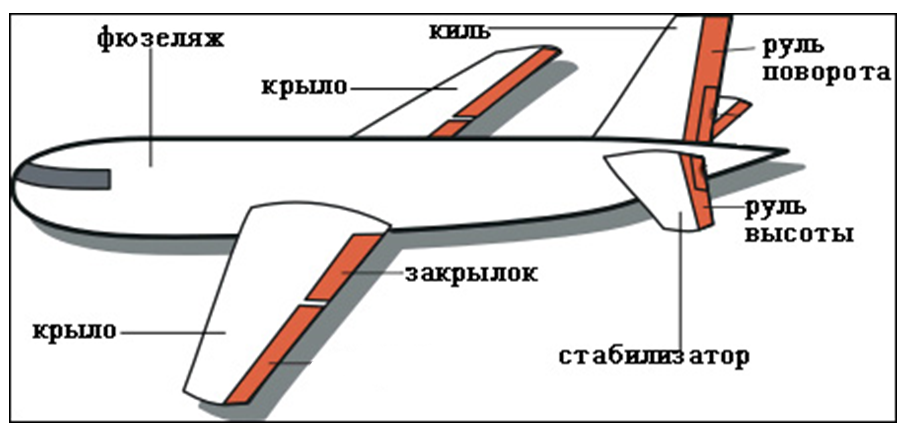 киль
фюзеляж
руль
поворота
крыло
руль
высоты
закрылок
крыло
стабилизатор